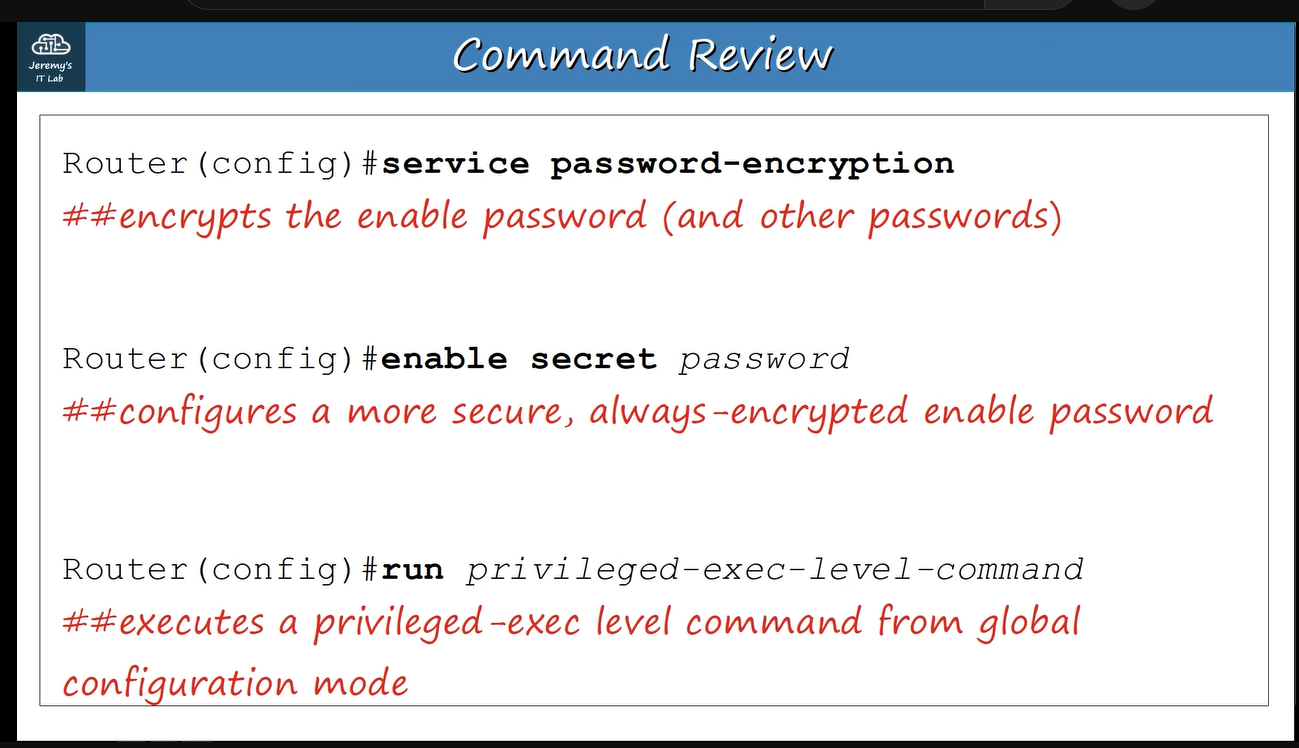 Jeremy's
IT Lab
Command Review
Router(config)#service password-encryption
##encrypts the enable password (and other passwords)
Router(config)#enable secret password
##configures a more secure, always-encrypted enable password
Router(config)#run privileged-exec-level-command
##executes a privileged-exec level command from global
configuration mode